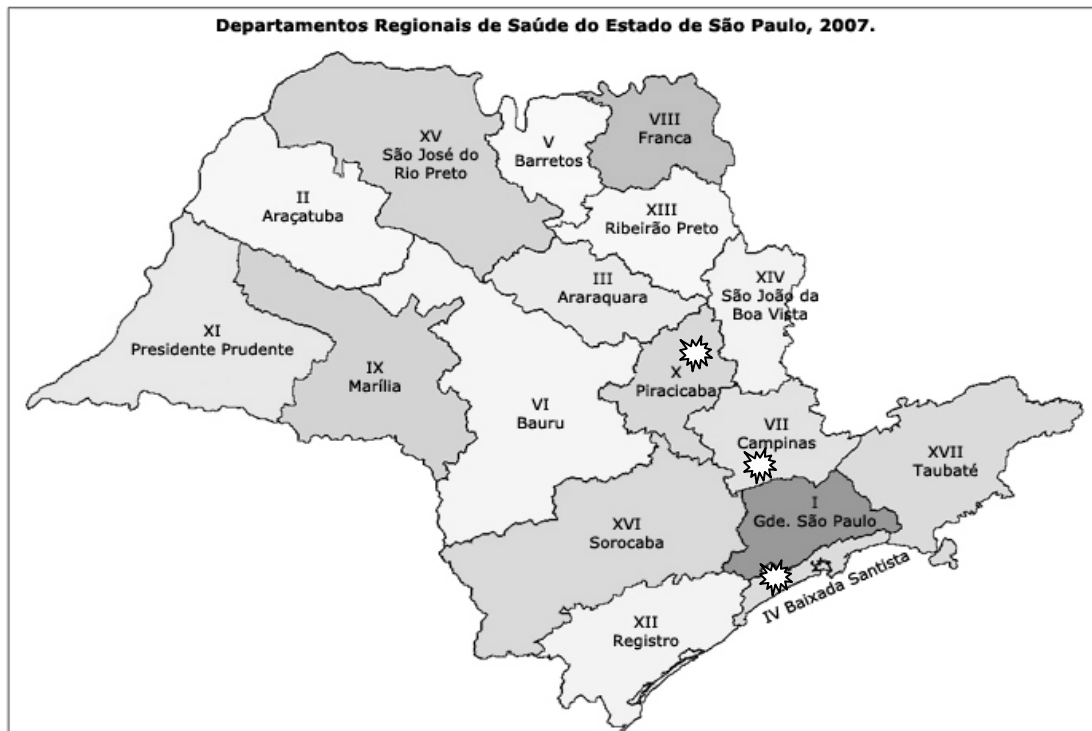 Departamentos Regionais de Saúde do Estado de São Paulo, 2007.
VIII
Franca
XV
São José do
Rio Preto
V
Barretos
II
Araçatuba
XIII
Ribeirão Preto
III
Araraquara
XIV
São João da
Boa Vista
XI
Presidente Prudente
IX
Marília
X
Piracicaba
VI
Bauru
VII
Campinas
XVII
Taubaté
I
Gde. São Paulo
XVI
Sorocaba
IV Baixada Santista
XII
Registro